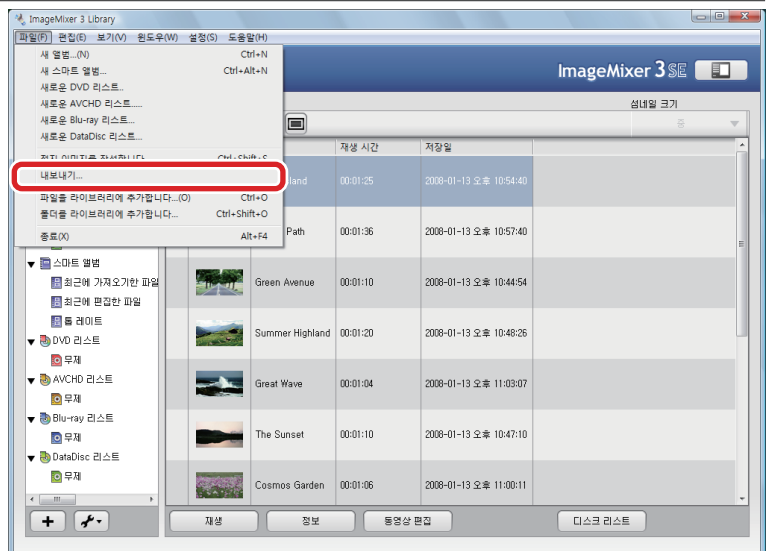 ImageMixer 3 Library
파일(F) 편집(E) 보기(V) 윈도우(W) 설정(S) 도움말(H)
새 앨범...(N) Ctrl+N
새 스마트 앨범... Ctrl+Alt+N
새로운 DVD 리스트..
새로운 AVCHD 리스트.....
새로운 Blu-ray 리스트...
새로운 DataDisc 리스트...
정지 이미지를 작성합니다... Ctrl+Shift+S
내보내기...
파일을 라이브러리에 추가합니다...(O) Ctrl+O
폴더를 라이브러리에 추가합니다... Ctrl+Shift+O
종료(X) Alt+F4
ImageMixer 3 SE
섬네일 크기
중
재생 시간 저장일
land 00:01:25 2008-01-13 오후 10:54:40
Path 00:01:36 2008-01-13 오후 10:57:40
Green Avenue 00:01:10 2008-01-13 오후 10:44:54
Summer Highland 00:01:20 2008-01-13 오후 10:48:26
Great Wave 00:01:04 2008-01-13 오후 11:03:07
The Sunset 00:01:10 2008-01-13 오후 10:47:10
Cosmos Garden 00:01:06 2008-01-13 오후 11:00:11
스마트 앨범
최근에 가져오기한 파일
최근에 편집한 파일
톱 레이트
DVD 리스트
무제
AVCHD 리스트
무제
Blu-ray 리스트
무제
DataDisc 리스트
무제
재생 정보 동영상 편집 디스크 리스트